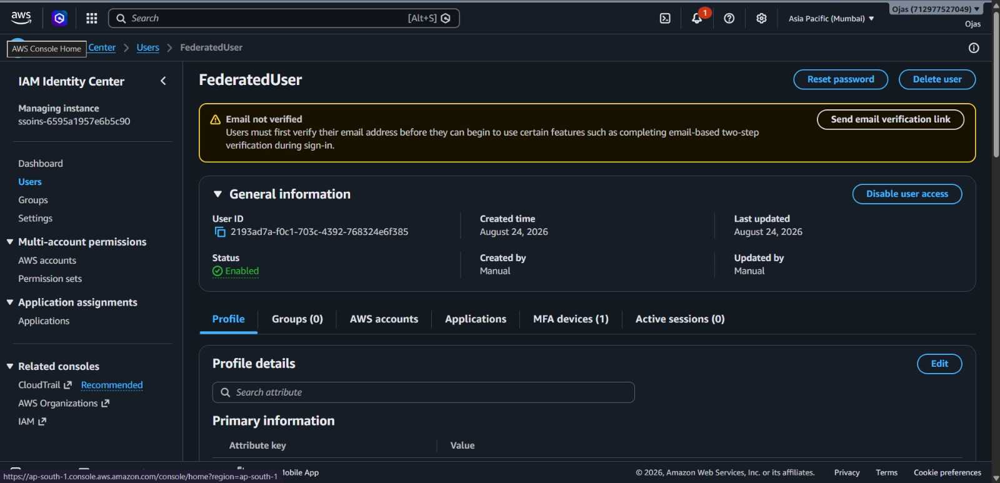 aws
Search
[Alt+S]
1
Asia Pacific (Mumbai)
Ojas (712977527049)
Ojas
AWS Console Home
Center
Users
FederatedUser
IAM Identity Center
Managing instance
ssoins-6595a1957e6b5c90
Dashboard
Users
Groups
Settings
Multi-account permissions
AWS accounts
Permission sets
Application assignments
Applications
Related consoles
CloudTrail Recommended
AWS Organizations
IAM
FederatedUser
Reset password
Delete user
Email not verified
Users must first verify their email address before they can begin to use certain features such as completing email-based two-step
verification during sign-in.
Send email verification link
General information
Disable user access
User ID
2193ad7a-f0c1-703c-4392-768324e6f385
Created time
August 24, 2026
Last updated
August 24, 2026
Status
Enabled
Created by
Manual
Updated by
Manual
Profile
Groups (0)
AWS accounts
Applications
MFA devices (1)
Active sessions (0)
Profile details
Edit
Search attribute
Primary information
Attribute key
Value
https://ap-south-1.console.aws.amazon.com/console/home?region=ap-south-1
App
© 2026, Amazon Web Services, Inc. or its affiliates.
Privacy
Terms
Cookie preferences